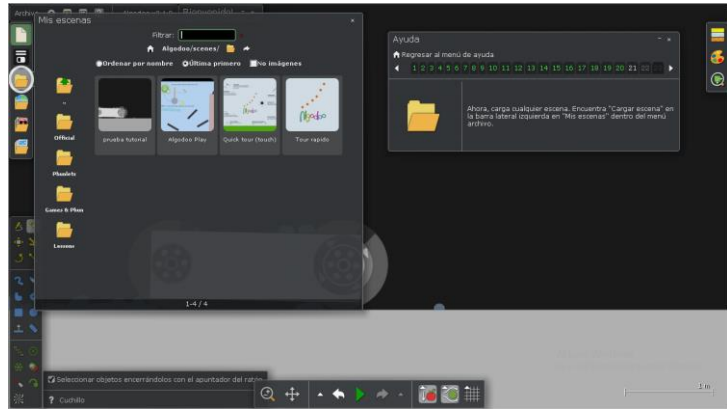 Archivo
Mis escenas
Filtrar:
Algodoo/scenes/
Ordenar por nombre Última primero No imágenes
..
Official
Phunlets
Games & Phun
Lessons
prueba tutorial
Algodoo Play
Quick tour (touch)
Tour rapido
1-4 / 4
Ayuda
Regresar al menú de ayuda
1 2 3 4 5 6 7 8 9 10 11 12 13 14 15 16 17 18 19 20 21 22
Ahora, carga cualquier escena. Encuentra "Cargar escena" en
la barra lateral izquierda en "Mis escenas" dentro del menú
archivo.
Seleccionar objetos encerrándolos con el apuntador del ratón
? Cuchillo
1 m